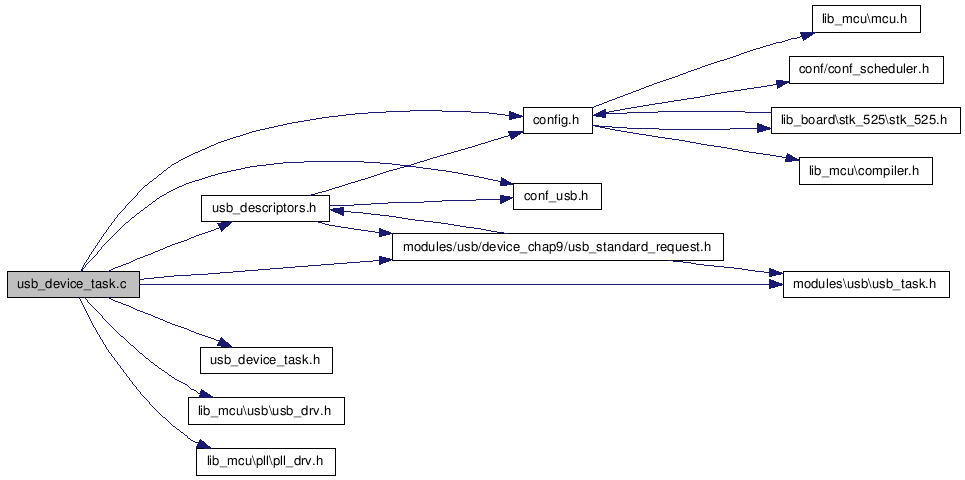 lib_mcu\mcu.h
conf/conf_scheduler.h
config.h
lib_board\stk_525\stk_525.h
lib_mcu\compiler.h
conf_usb.h
usb_descriptors.h
modules/usb/device_chap9/usb_standard_request.h
usb_device_task.c
modules\usb\usb_task.h
usb_device_task.h
lib_mcu\usb\usb_drv.h
lib_mcu\pll\pll_drv.h